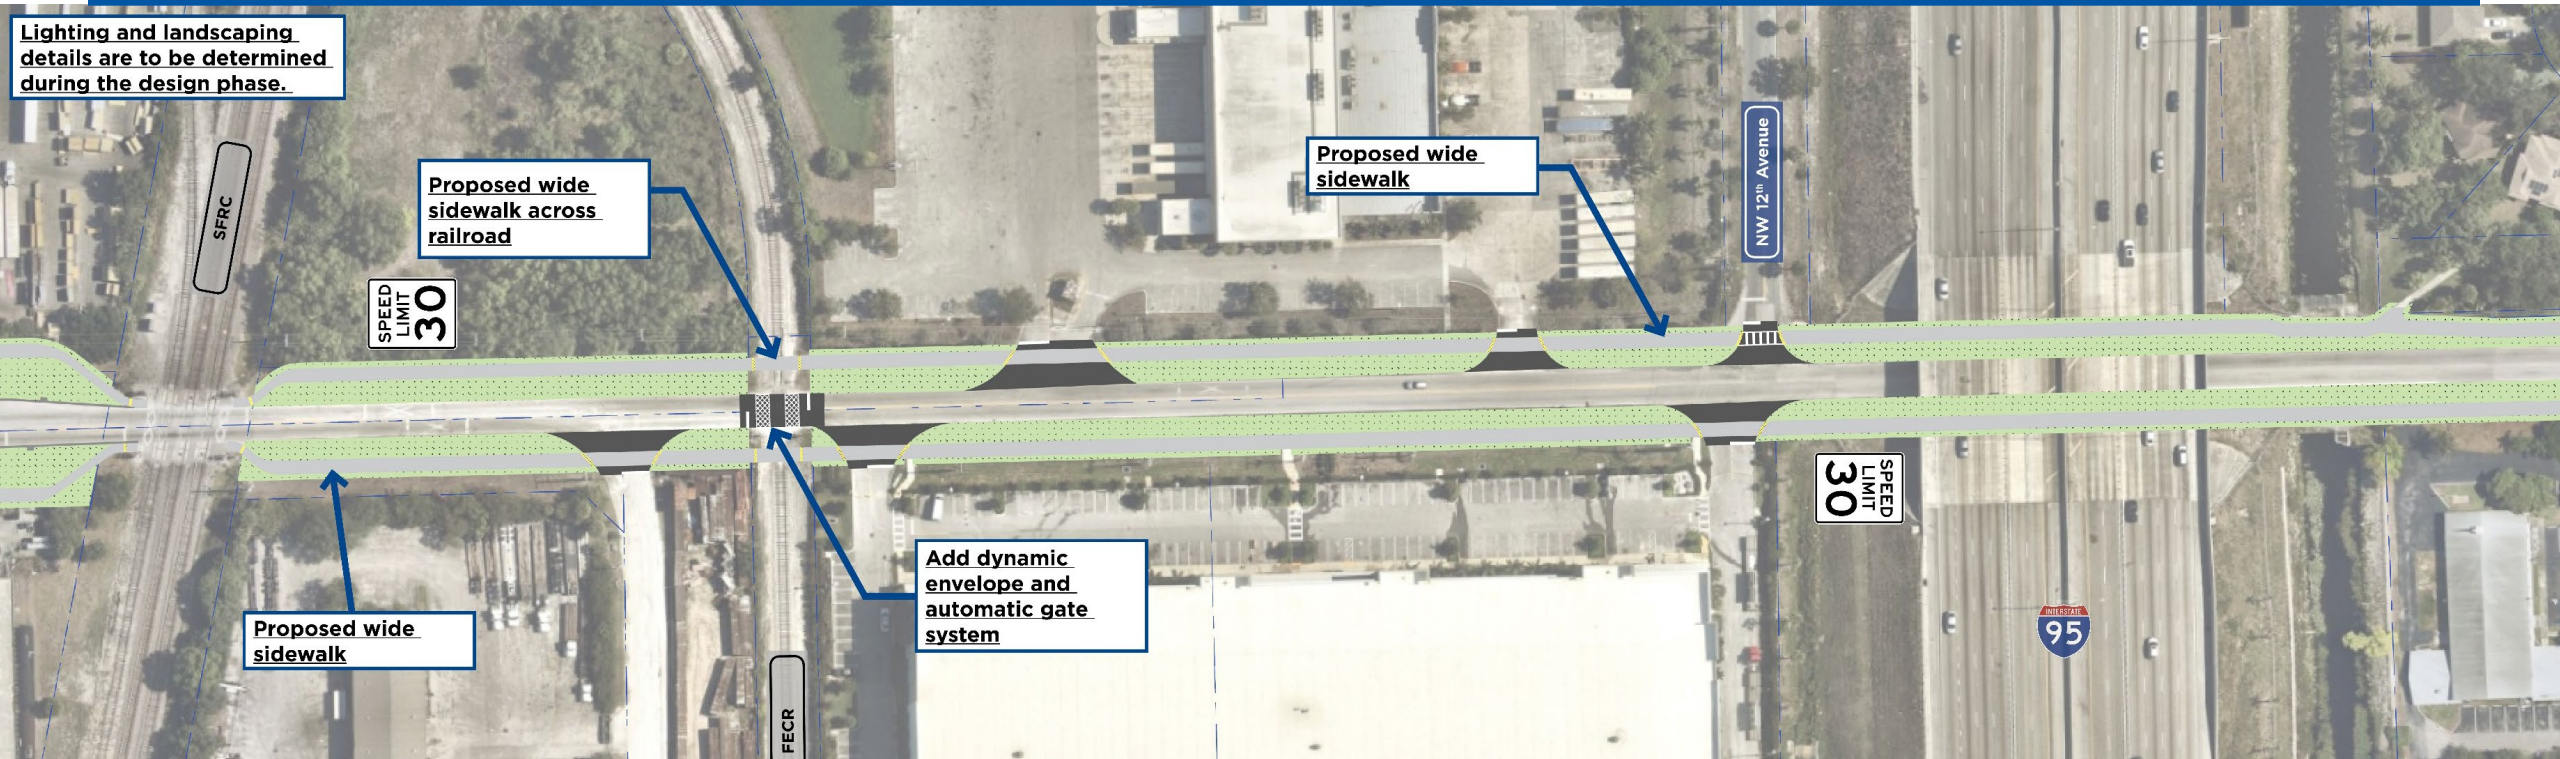 Lighting and landscaping
details are to be determined
during the design phase.
SFRC
SPEED
LIMIT
30
Proposed wide
sidewalk across
railroad
Proposed wide
sidewalk
NW 12th Avenue
Proposed wide
sidewalk
Add dynamic
envelope and
automatic gate
system
FECR
SPEED
LIMIT
30
INTERSTATE
95